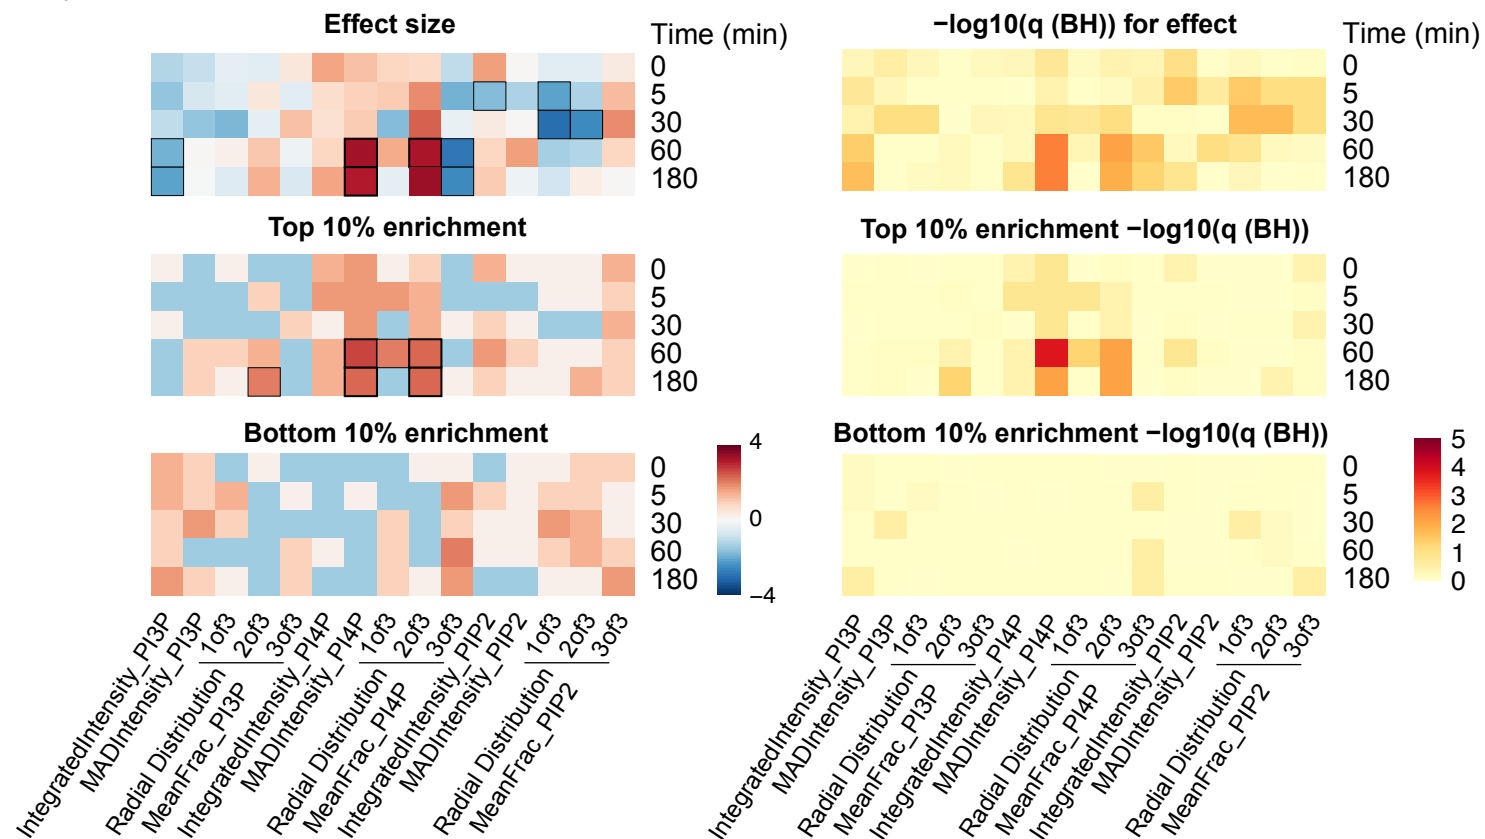 Effect size
Time (min)
0
5
30
60
180
−log10(q (BH)) for effect
Time (min)
0
5
30
60
180
Top 10% enrichment
0
5
30
60
180
Top 10% enrichment −log10(q (BH))
0
5
30
60
180
Bottom 10% enrichment
0
5
30
60
180
4
0
−4
Bottom 10% enrichment −log10(q (BH))
0
5
30
60
180
5
4
3
2
1
0
IntegratedIntensity_PI3P
MADIntensity_PI3P
1of3
2of3
3of3
Radial Distribution
MeanFrac_PI3P
IntegratedIntensity_PI4P
MADIntensity_PI4P
1of3
2of3
3of3
Radial Distribution
MeanFrac_PI4P
IntegratedIntensity_PIP2
MADIntensity_PIP2
1of3
2of3
3of3
Radial Distribution
MeanFrac_PIP2
IntegratedIntensity_PI3P
MADIntensity_PI3P
1of3
2of3
3of3
Radial Distribution
MeanFrac_PI3P
IntegratedIntensity_PI4P
MADIntensity_PI4P
1of3
2of3
3of3
Radial Distribution
MeanFrac_PI4P
IntegratedIntensity_PIP2
MADIntensity_PIP2
1of3
2of3
3of3
Radial Distribution
MeanFrac_PIP2